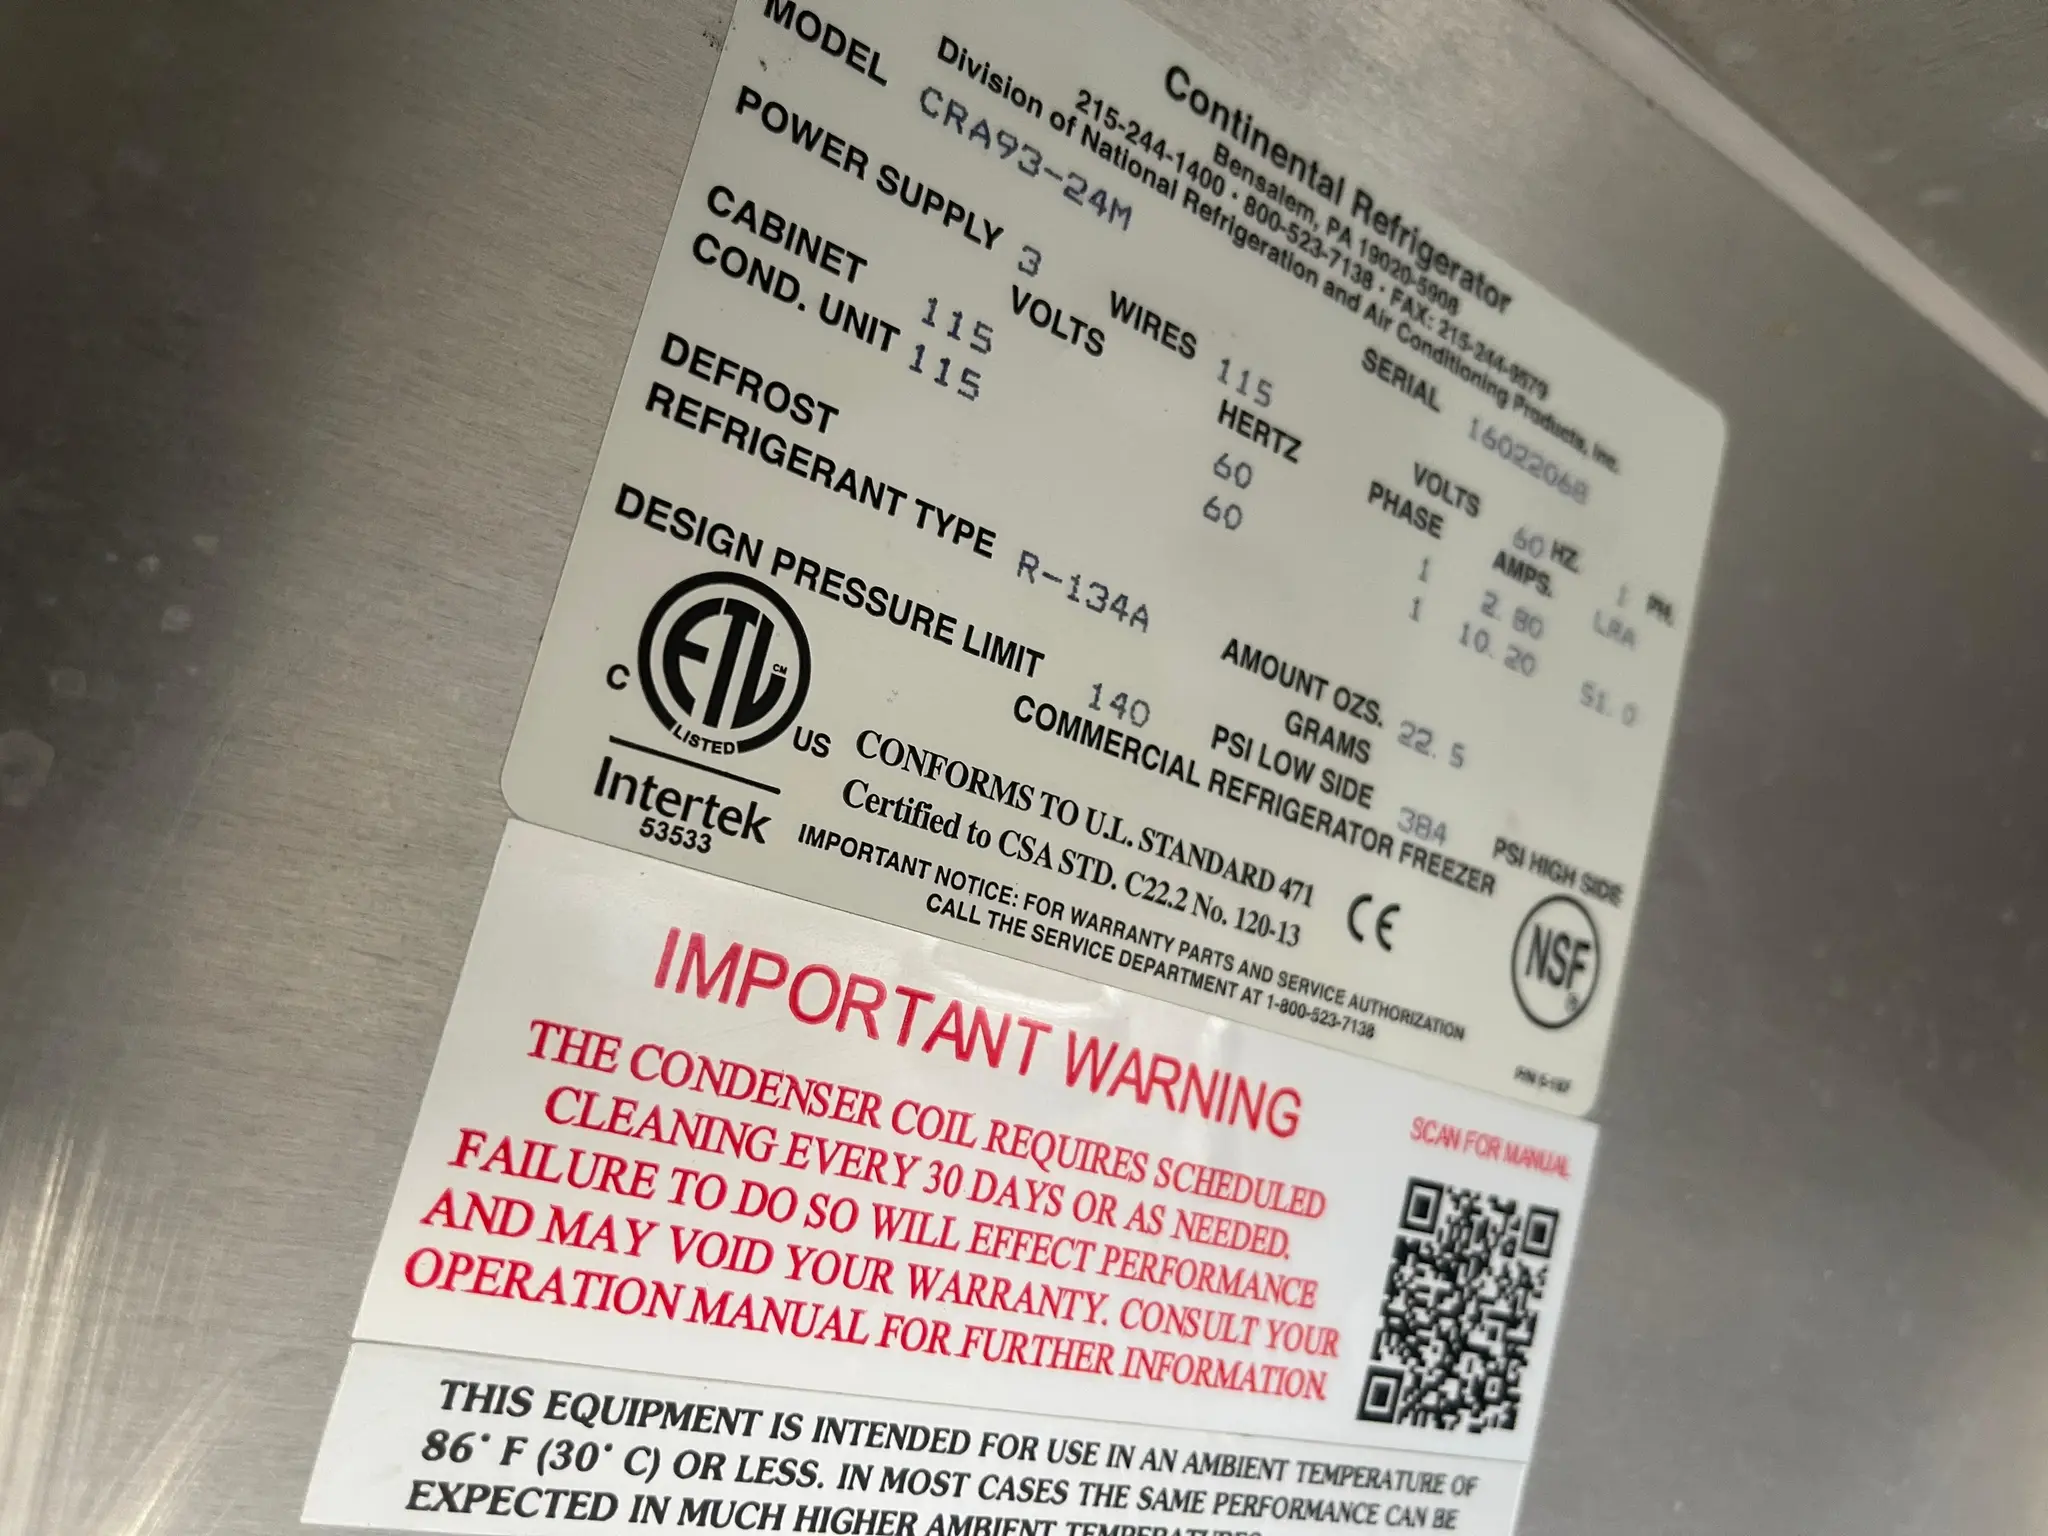 Continental Refrigerator
Bensalem, PA 19020-5908
215-244-1400 · 800-523-7138 · FAX: 215-244-9579
Division of National Refrigeration and Air Conditioning Products, Inc.
MODEL CRA93-24M SERIAL 16022068
POWER SUPPLY 3 WIRES 115 VOLTS 60 HZ. 1 PH.
VOLTS HERTZ PHASE AMPS. LRA
CABINET 115 60 1 2.80
COND. UNIT 115 60 1 10.20 51.0
DEFROST
REFRIGERANT TYPE R-134A AMOUNT OZS. 22.5
GRAMS
DESIGN PRESSURE LIMIT 140 PSI LOW SIDE 384 PSI HIGH SIDE
COMMERCIAL REFRIGERATOR FREEZER
ETL CM
LISTED
C US
Intertek
53533
CONFORMS TO U.L. STANDARD 471
Certified to CSA STD. C22.2 No. 120-13
CE
NSF
IMPORTANT NOTICE: FOR WARRANTY PARTS AND SERVICE AUTHORIZATION
CALL THE SERVICE DEPARTMENT AT 1-800-523-7138
IMPORTANT WARNING
THE CONDENSER COIL REQUIRES SCHEDULED
CLEANING EVERY 30 DAYS OR AS NEEDED.
FAILURE TO DO SO WILL EFFECT PERFORMANCE
AND MAY VOID YOUR WARRANTY. CONSULT YOUR
OPERATION MANUAL FOR FURTHER INFORMATION.
SCAN FOR MANUAL
THIS EQUIPMENT IS INTENDED FOR USE IN AN AMBIENT TEMPERATURE OF
86° F (30° C) OR LESS. IN MOST CASES THE SAME PERFORMANCE CAN BE
EXPECTED IN MUCH HIGHER AMBIENT TEMPERATURES